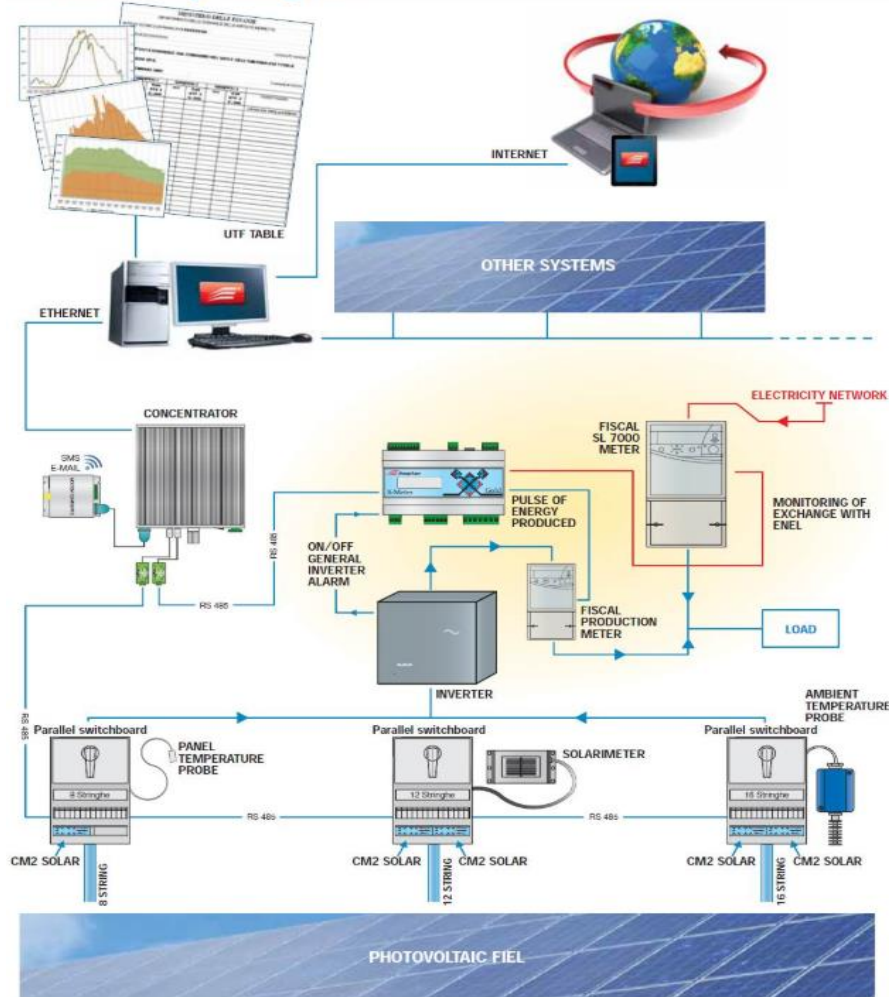 MINISTERO DELLE FINANZE
UTF TABLE
INTERNET
OTHER SYSTEMS
ETHERNET
CONCENTRATOR
SMS
E-MAIL
ELECTRICITY NETWORK
FISCAL
SL 7000
METER
PULSE OF
ENERGY
PRODUCED
MONITORING OF
EXCHANGE WITH
ENEL
ON/OFF
GENERAL
INVERTER
ALARM
RS 485
RS 485
FISCAL
PRODUCTION
METER
LOAD
INVERTER
AMBIENT
TEMPERATURE
PROBE
RS 485
Parallel switchboard
PANEL
TEMPERATURE
PROBE
Parallel switchboard
SOLARIMETER
Parallel switchboard
8 Stringhe
12 Stringhe
16 Stringhe
RS 485
RS 485
CM2 SOLAR
CM2 SOLAR
CM2 SOLAR
CM2 SOLAR
CM2 SOLAR
8 STRING
12 STRING
16 STRING
PHOTOVOLTAIC FIEL